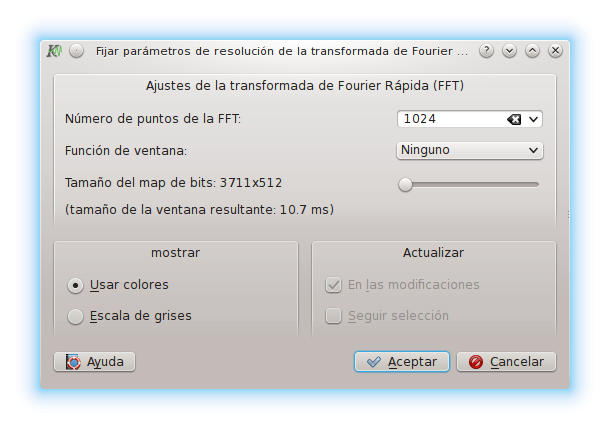 Fijar parámetros de resolución de la transformada de Fourier ...
Ajustes de la transformada de Fourier Rápida (FFT)
Número de puntos de la FFT: 1024
Función de ventana: Ninguno
Tamaño del map de bits: 3711x512
(tamaño de la ventana resultante: 10.7 ms)
mostrar
Usar colores
Escala de grises
Actualizar
En las modificaciones
Seguir selección
Ayuda Aceptar Cancelar